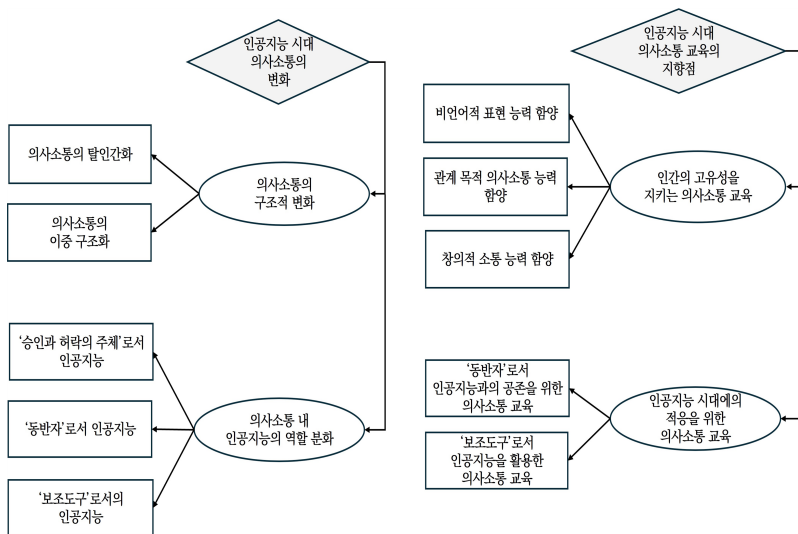 인공지능 시대
의사소통의
변화
의사소통의 탈인간화
의사소통의
이중 구조화
의사소통의
구조적 변화
'승인과 허락의 주체'로서
인공지능
'동반자'로서 인공지능
'보조도구'로서의
인공지능
의사소통 내
인공지능의 역할 분화
인공지능 시대
의사소통 교육의
지향점
비언어적 표현 능력 함양
관계 목적 의사소통 능력
함양
창의적 소통 능력 함양
인간의 고유성을
지키는 의사소통 교육
'동반자'로서
인공지능과의 공존을 위한
의사소통 교육
'보조도구'로서
인공지능을 활용한
의사소통 교육
인공지능 시대에의
적응을 위한
의사소통 교육